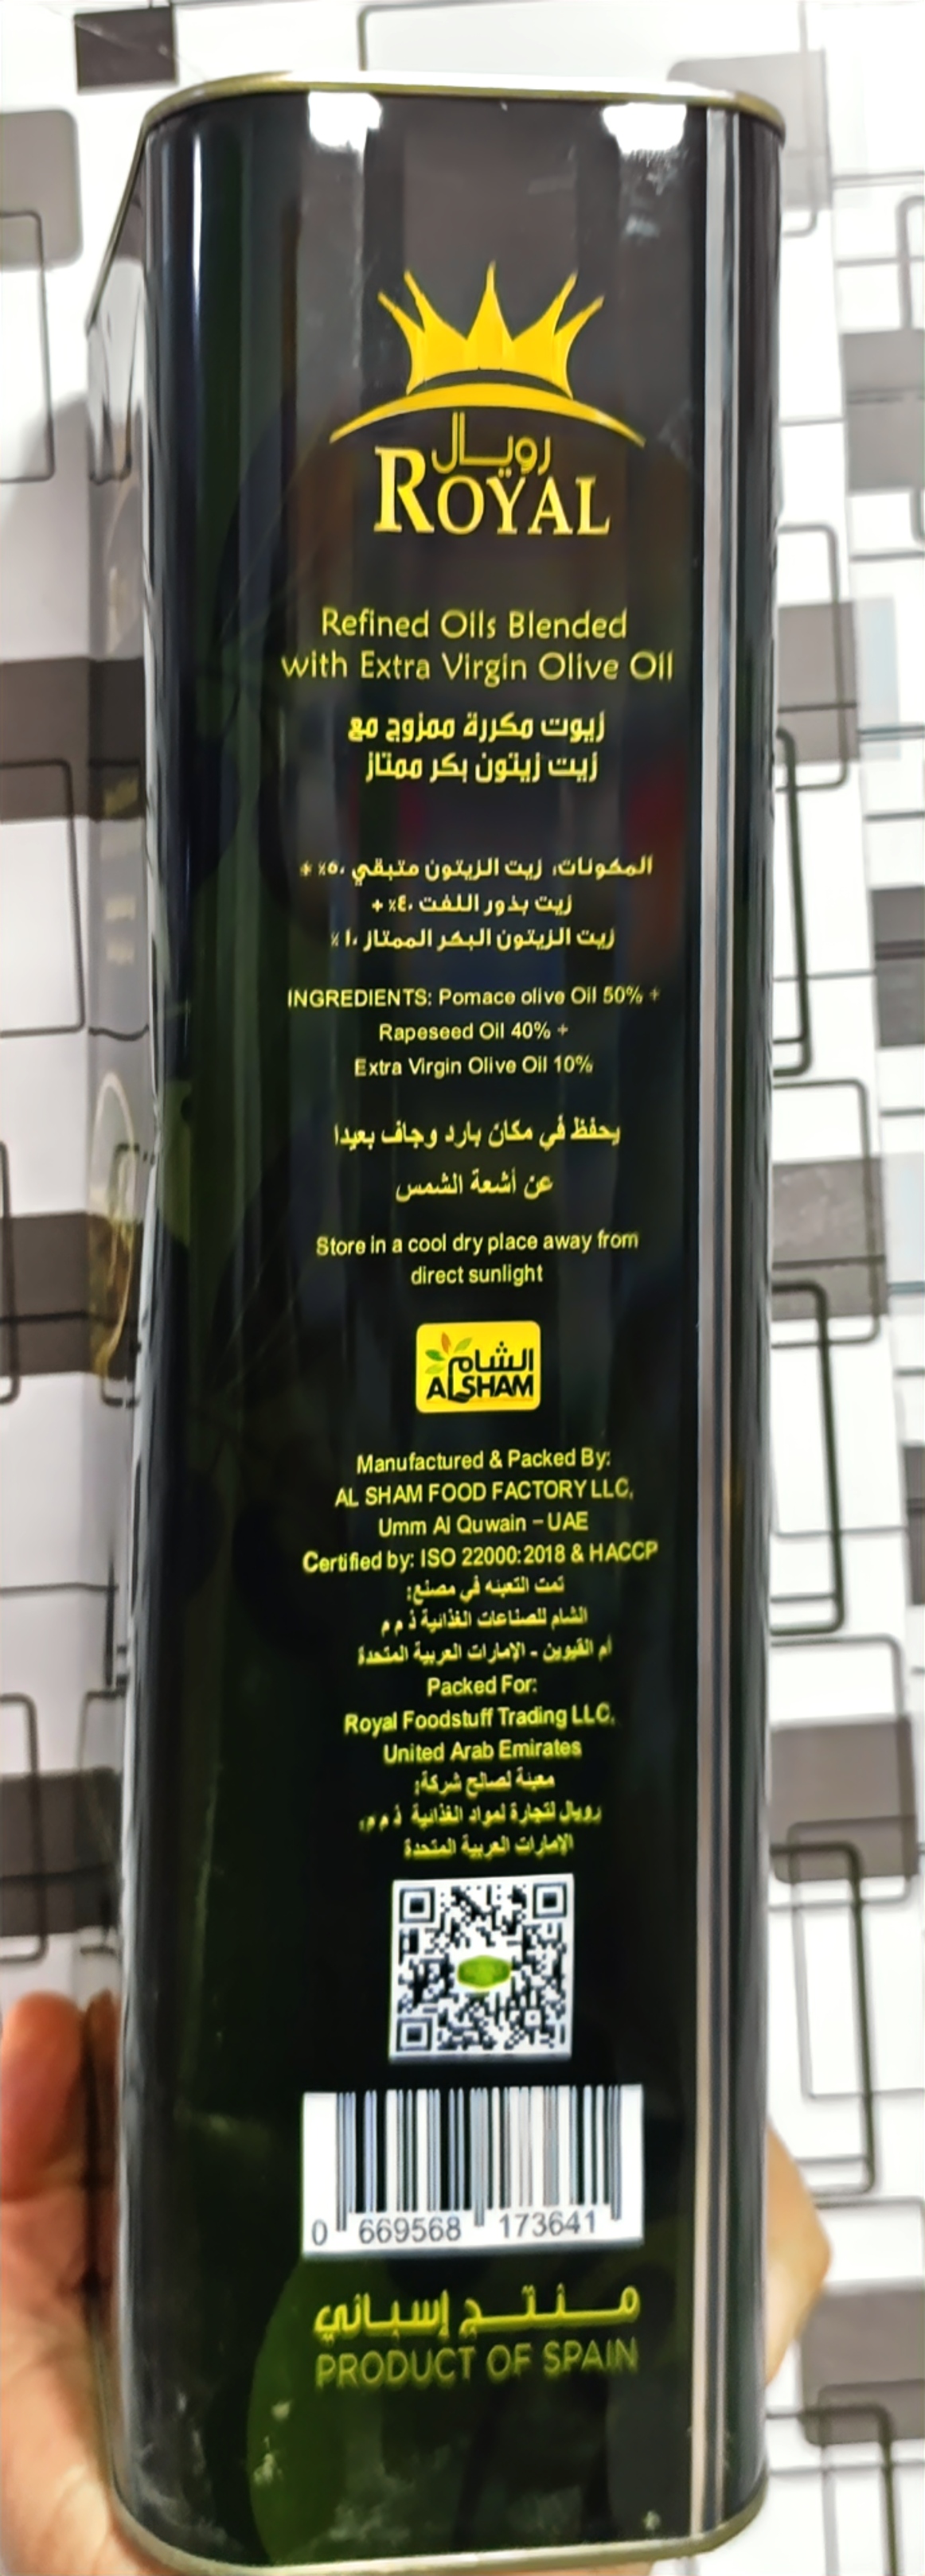 رويال
ROYAL
Refined Oils Blended
with Extra Virgin Olive Oil
زيوت مكررة ممزوج مع
زيت زيتون بكر ممتاز
المكونات: زيت الزيتون متبقي ٥٠٪ +
زيت بذور اللفت ٤٠٪ +
زيت الزيتون البكر الممتاز ١٠٪
INGREDIENTS: Pomace olive Oil 50% +
Rapeseed Oil 40% +
Extra Virgin Olive Oil 10%
يحفظ في مكان بارد وجاف بعيدا
عن أشعة الشمس
Store in a cool dry place away from
direct sunlight
الشام
AL SHAM
Manufactured & Packed By:
AL SHAM FOOD FACTORY LLC,
Umm Al Quwain – UAE
Certified by: ISO 22000:2018 & HACCP
تمت التعبئه في مصنع:
الشام للصناعات الغذائية ذ م م
أم القيوين - الإمارات العربية المتحدة
Packed For:
Royal Foodstuff Trading LLC,
United Arab Emirates
معبئة لصالح شركة:
رويال لتجارة لمواد الغذائية ذ م م،
الإمارات العربية المتحدة
0 669568 173641
منتج إسباني
PRODUCT OF SPAIN